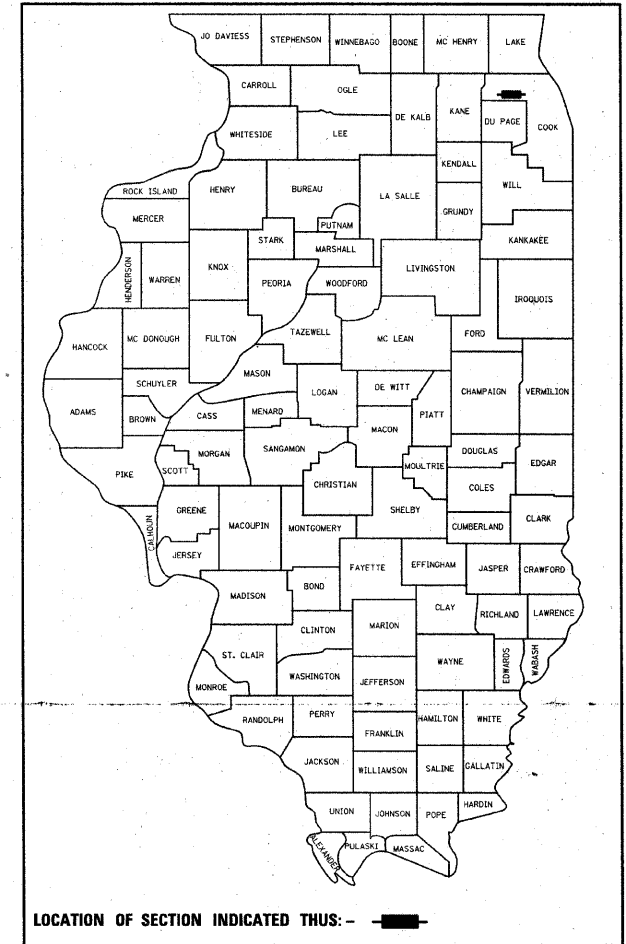 JO DAVIESS STEPHENSON WINNEBAGO BOONE MC HENRY LAKE
CARROLL OGLE DE KALB KANE DU PAGE COOK
WHITESIDE LEE
KENDALL WILL
ROCK ISLAND HENRY BUREAU LA SALLE GRUNDY
MERCER PUTNAM
STARK MARSHALL KANKAKEE
HENDERSON WARREN KNOX PEORIA WOODFORD LIVINGSTON IROQUOIS
HANCOCK MC DONOUGH FULTON TAZEWELL MC LEAN FORD
MASON
SCHUYLER LOGAN DE WITT CHAMPAIGN VERMILION
ADAMS BROWN CASS MENARD MACON PIATT
MORGAN SANGAMON DOUGLAS EDGAR
PIKE SCOTT CHRISTIAN MOULTRIE COLES
GREENE MACOUPIN MONTGOMERY SHELBY CUMBERLAND CLARK
CALHOUN JERSEY
FAYETTE EFFINGHAM JASPER CRAWFORD
MADISON BOND
CLAY RICHLAND LAWRENCE
CLINTON MARION
ST. CLAIR WAYNE EDWARDS WABASH
WASHINGTON JEFFERSON
MONROE
RANDOLPH PERRY HAMILTON WHITE
FRANKLIN
JACKSON WILLIAMSON SALINE GALLATIN
UNION JOHNSON POPE HARDIN
ALEXANDER PULASKI MASSAC
LOCATION OF SECTION INDICATED THUS:-